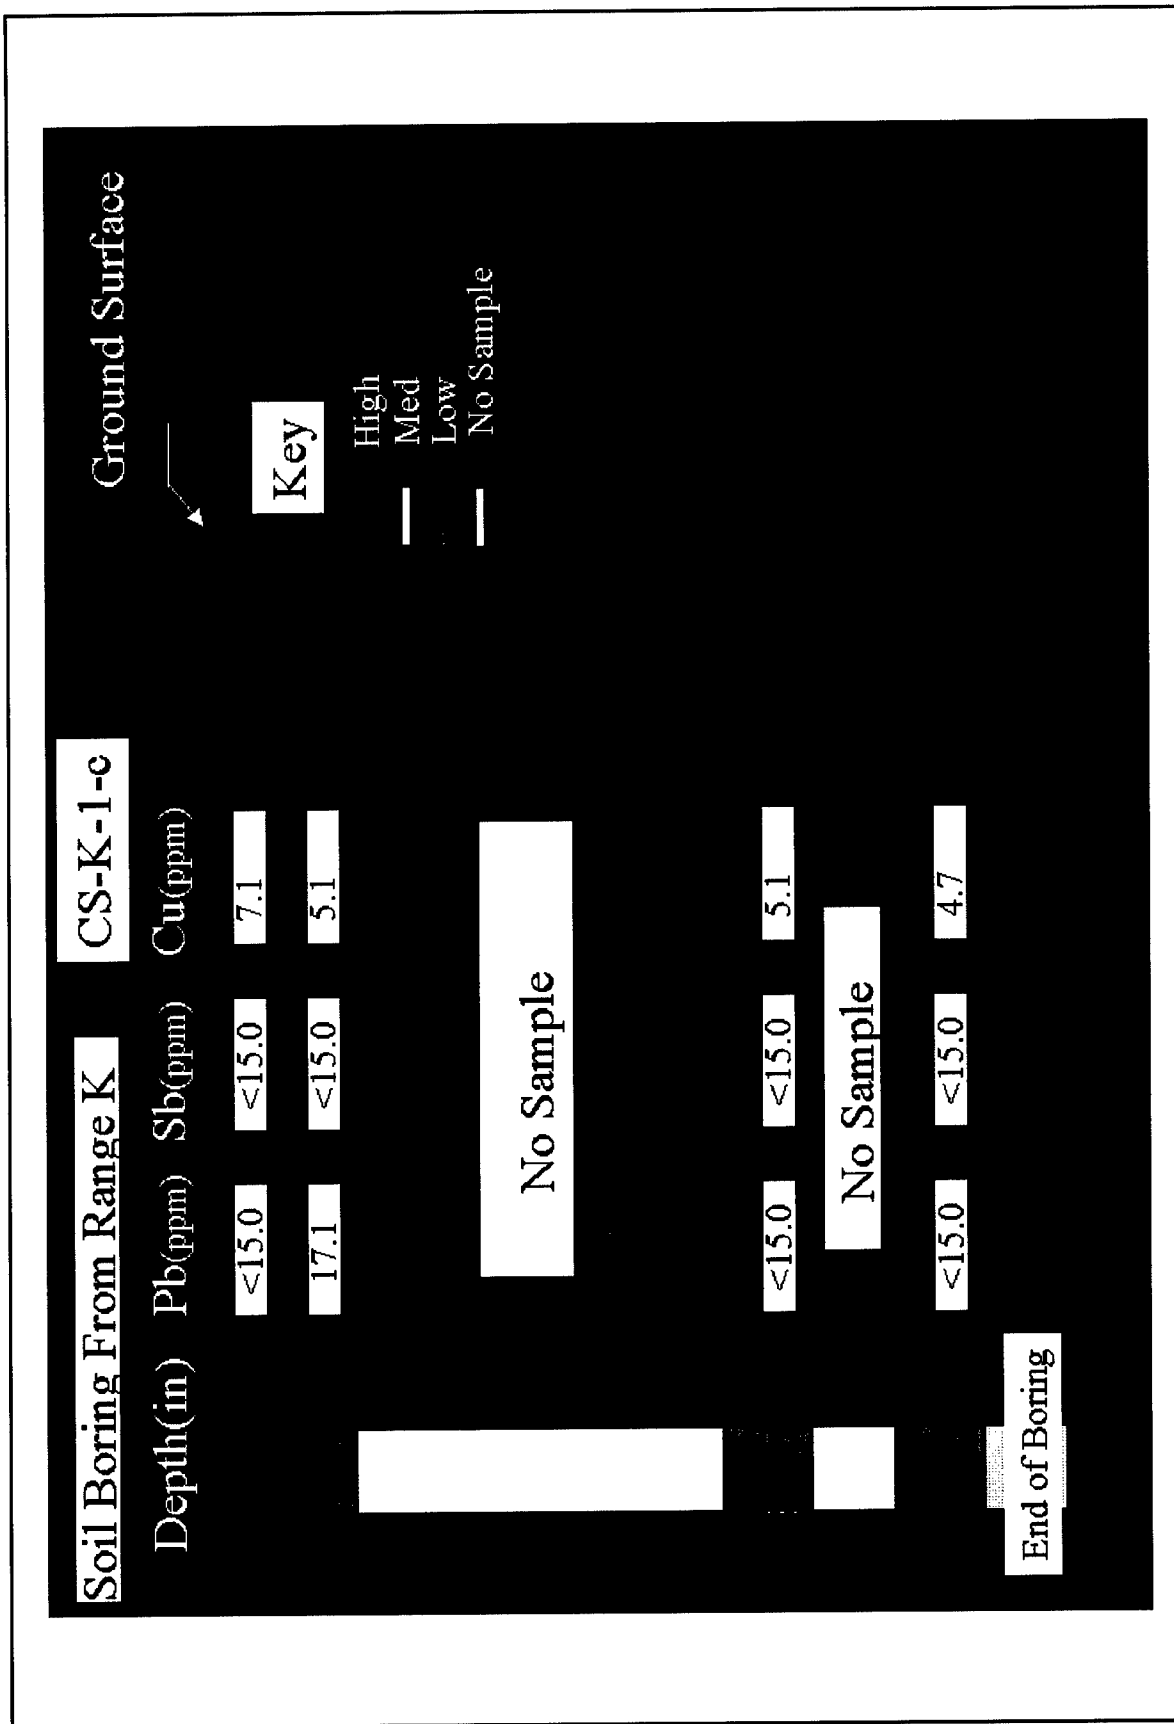 Soil Boring From Range K
CS-K-1-c
Depth(in) Pb(ppm) Sb(ppm) Cu(ppm)
Ground Surface
<15.0 <15.0 7.1
17.1 <15.0 5.1
Key
High
Med
Low
No Sample
No Sample
<15.0 <15.0 5.1
No Sample
<15.0 <15.0 4.7
End of Boring